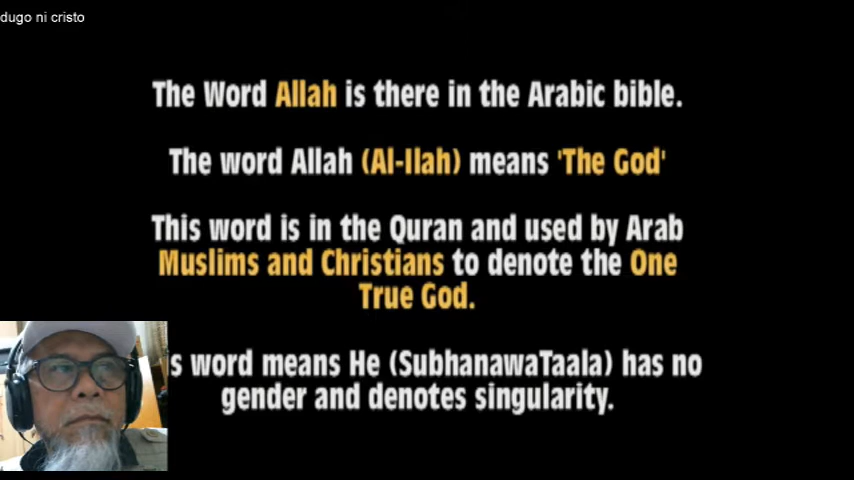 dugo ni cristo
The Word Allah is there in the Arabic bible.
The word Allah (Al-Ilah) means 'The God'
This word is in the Quran and used by Arab
Muslims and Christians to denote the One
True God.
s word means He (SubhanawaTaala) has no
gender and denotes singularity.